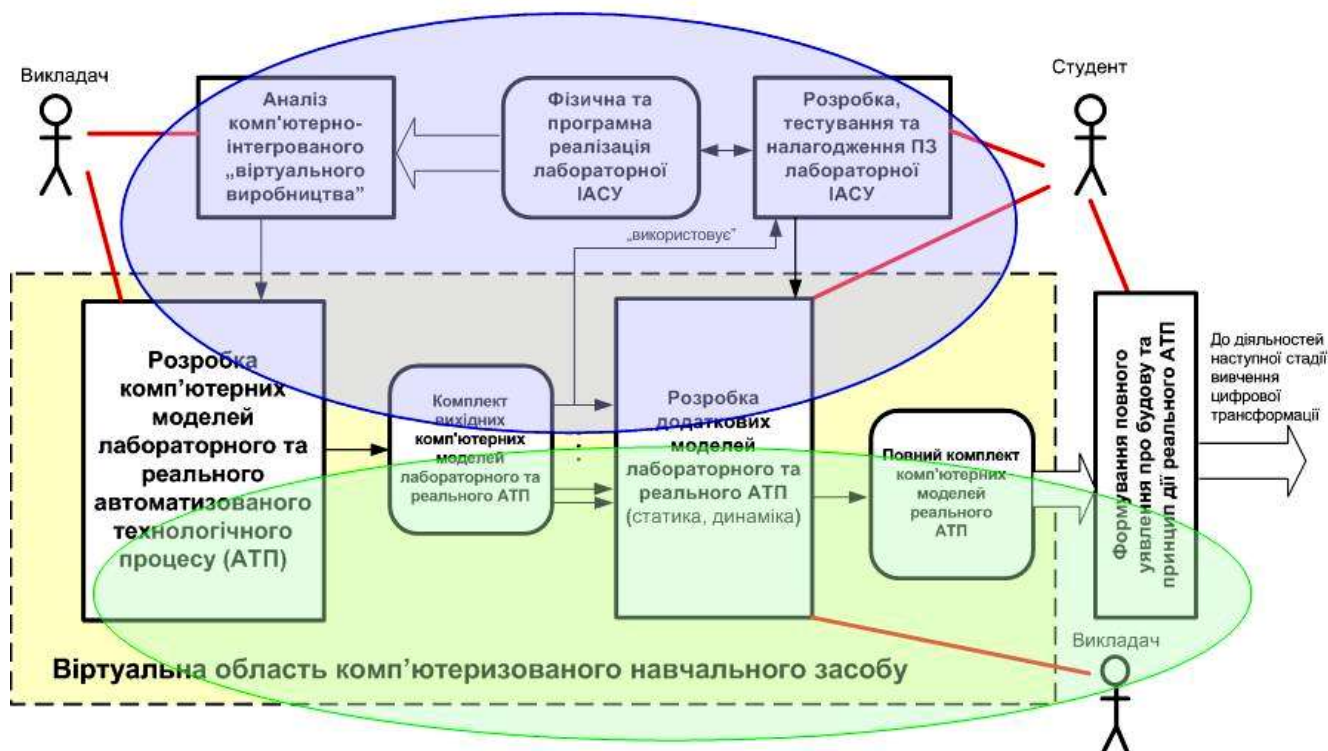 Викладач
Студент
Аналіз
комп'ютерно-
інтегрованого
„віртуального
виробництва”
Фізична та
програмна
реалізація
лабораторної
ІАСУ
Розробка,
тестування та
налагодження ПЗ
лабораторної
ІАСУ
„використовує”
Розробка
комп’ютерних
моделей
лабораторного та
реального
автоматизованого
технологічного
процесу (АТП)
Комплект
вихідних
комп'ютерних
моделей
лабораторного та
реального АТП
Розробка
додаткових
моделей
лабораторного та
реального АТП
(статика, динаміка)
Повний комплект
комп'ютерних
моделей
реального
АТП
Формування повного
уявлення про будову та
принцип дії реального АТП
До діяльностей
наступної стадії
вивчення
цифрової
трансформації
Викладач
Віртуальна область комп’ютеризованого навчального засобу